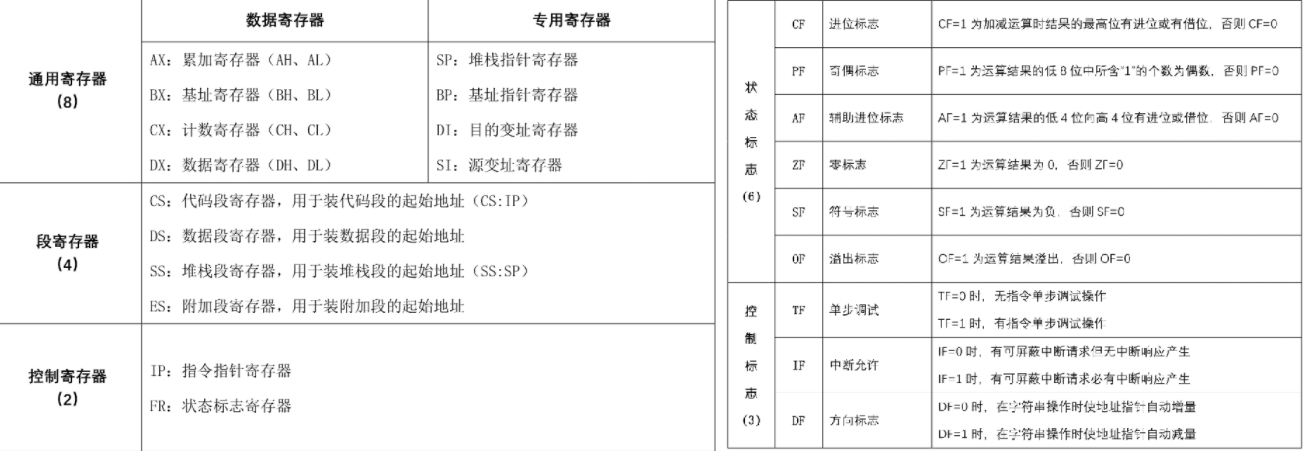 数据寄存器 专用寄存器
通用寄存器
(8)
AX：累加寄存器（AH、AL） SP：堆栈指针寄存器
BX：基址寄存器（BH、BL） BP：基址指针寄存器
CX：计数寄存器（CH、CL） DI：目的变址寄存器
DX：数据寄存器（DH、DL） SI：源变址寄存器
段寄存器
(4)
CS：代码段寄存器，用于装代码段的起始地址（CS:IP）
DS：数据段寄存器，用于装数据段的起始地址
SS：堆栈段寄存器，用于装堆栈段的起始地址（SS:SP）
ES：附加段寄存器，用于装附加段的起始地址
控制寄存器
(2)
IP：指令指针寄存器
FR：状态标志寄存器
状
态
标
志
(6)
CF 进位标志 CF=1 为加减运算时结果的最高位有进位或有借位，否则 CF=0
PF 奇偶标志 PF=1 为运算结果的低 8 位中所含“1”的个数为偶数，否则 PF=0
AF 辅助进位标志 AF=1 为运算结果的低 4 位向高 4 位有进位或借位，否则 AF=0
ZF 零标志 ZF=1 为运算结果为 0，否则 ZF=0
SF 符号标志 SF=1 为运算结果为负，否则 SF=0
OF 溢出标志 OF=1 为运算结果溢出，否则 OF=0
控
制
标
志
(3)
TF 单步调试 TF=0 时，无指令单步调试操作
TF=1 时，有指令单步调试操作
IF 中断允许 IF=0 时，有可屏蔽中断请求但无中断响应产生
IF=1 时，有可屏蔽中断请求必有中断响应产生
DF 方向标志 DF=0 时，在字符串操作时使地址指针自动增量
DF=1 时，在字符串操作时使地址指针自动减量